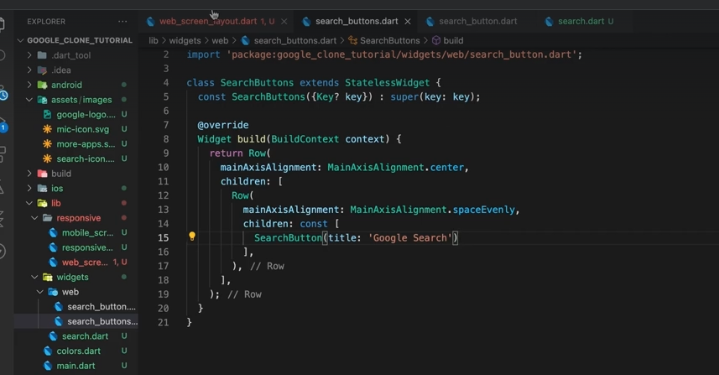 EXPLORER
...
web_screen_layout.dart 1, U
search_buttons.dart
search_button.dart
search.dart U
GOOGLE_CLONE_TUTORIAL
lib > widgets > web > search_buttons.dart > SearchButtons > build
.dart_tool
.idea
android
assets/images
google-logo.... U
mic-icon.svg U
more-apps.s... U
search-icon.... U
build
ios
lib
responsive
mobile_scr... U
responsive... U
web_scre... 1, U
widgets
web
search_button....
search_buttons...
search.dart U
colors.dart U
main.dart U
2 import 'package:google_clone_tutorial/widgets/web/search_button.dart';
3
4 class SearchButtons extends StatelessWidget {
5 const SearchButtons({Key? key}) : super(key: key);
6
7 @override
8 Widget build(BuildContext context) {
9 return Row(
10 mainAxisAlignment: MainAxisAlignment.center,
11 children: [
12 Row(
13 mainAxisAlignment: MainAxisAlignment.spaceEvenly,
14 children: const [
15 SearchButton(title: 'Google Search')
16 ],
17 ), // Row
18 ],
19 ); // Row
20 }
21 }